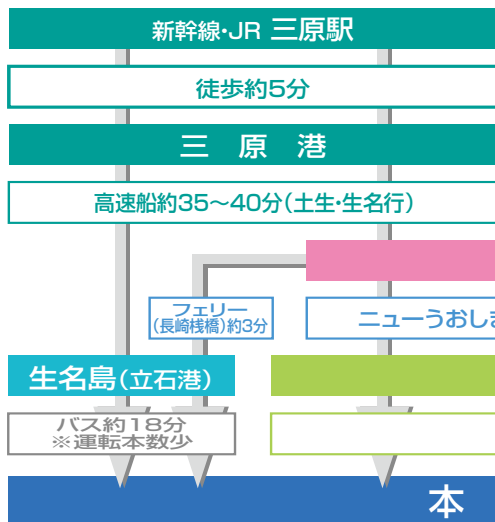 新幹線・JR 三原駅
徒歩約5分
三原港
高速船約35～40分(土生・生名行)
フェリー
(長崎桟橋)約3分
ニューうおしま
生名島(立石港)
バス約18分
※運転本数少
本